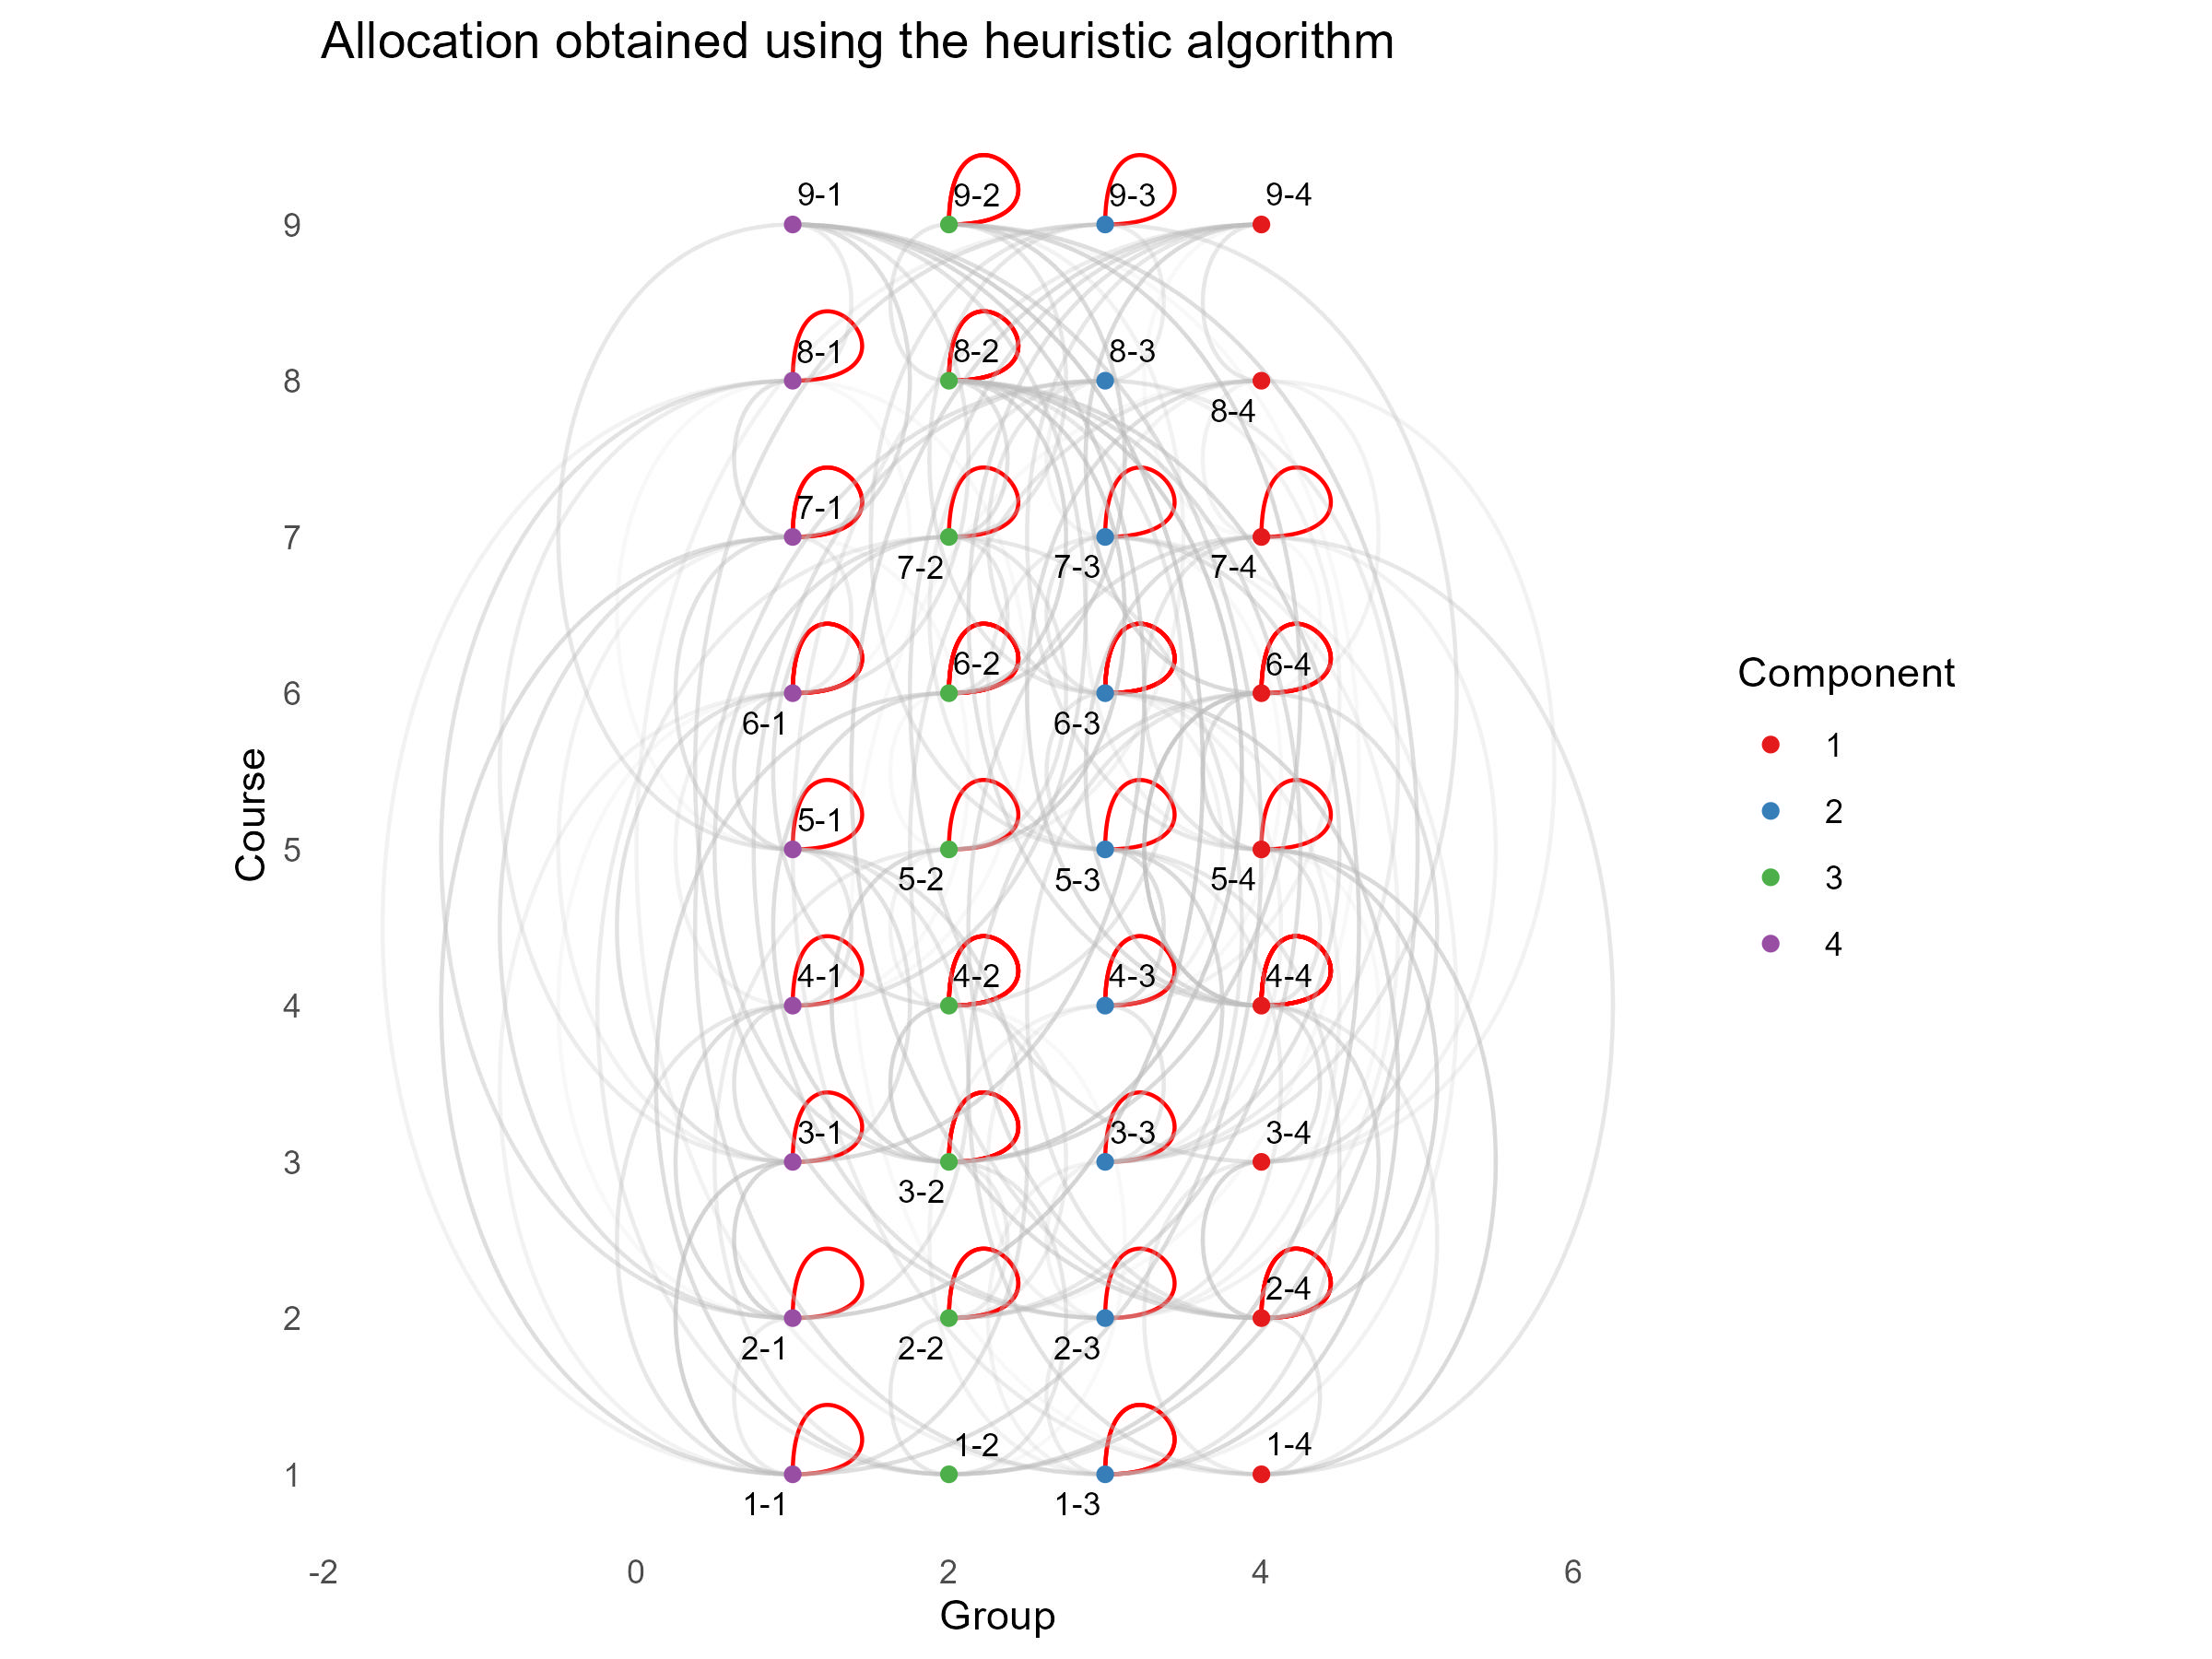 Allocation obtained using the heuristic algorithm
9-1 9-2 9-3 9-4
9
8-1 8-2 8-3
8
8-4
7-1
7
7-2 7-3 7-4
6-2 6-4
6
6-1 6-3
5-1
5
5-2 5-3 5-4
4-1 4-2 4-3 4-4
4
3-1 3-3 3-4
3
3-2
2-4
2
2-1 2-2 2-3
1-2 1-4
1
1-1 1-3
Course
-2 0 2 4 6
Group
Component
1
2
3
4